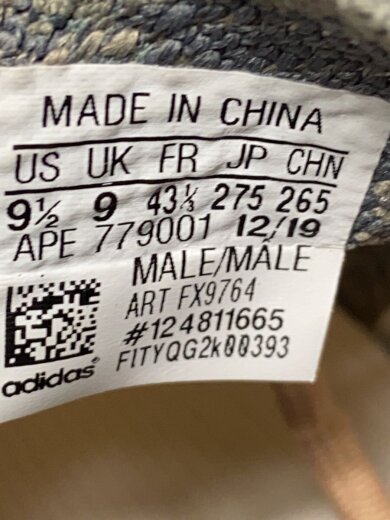 MADE IN CHINA
US UK FR JP CHN
9½ 9 43⅓ 275 265
APE 779001 12/19
MALE/MÂLE
ART FX9764
#124811665
FITYQG2k00393
adidas